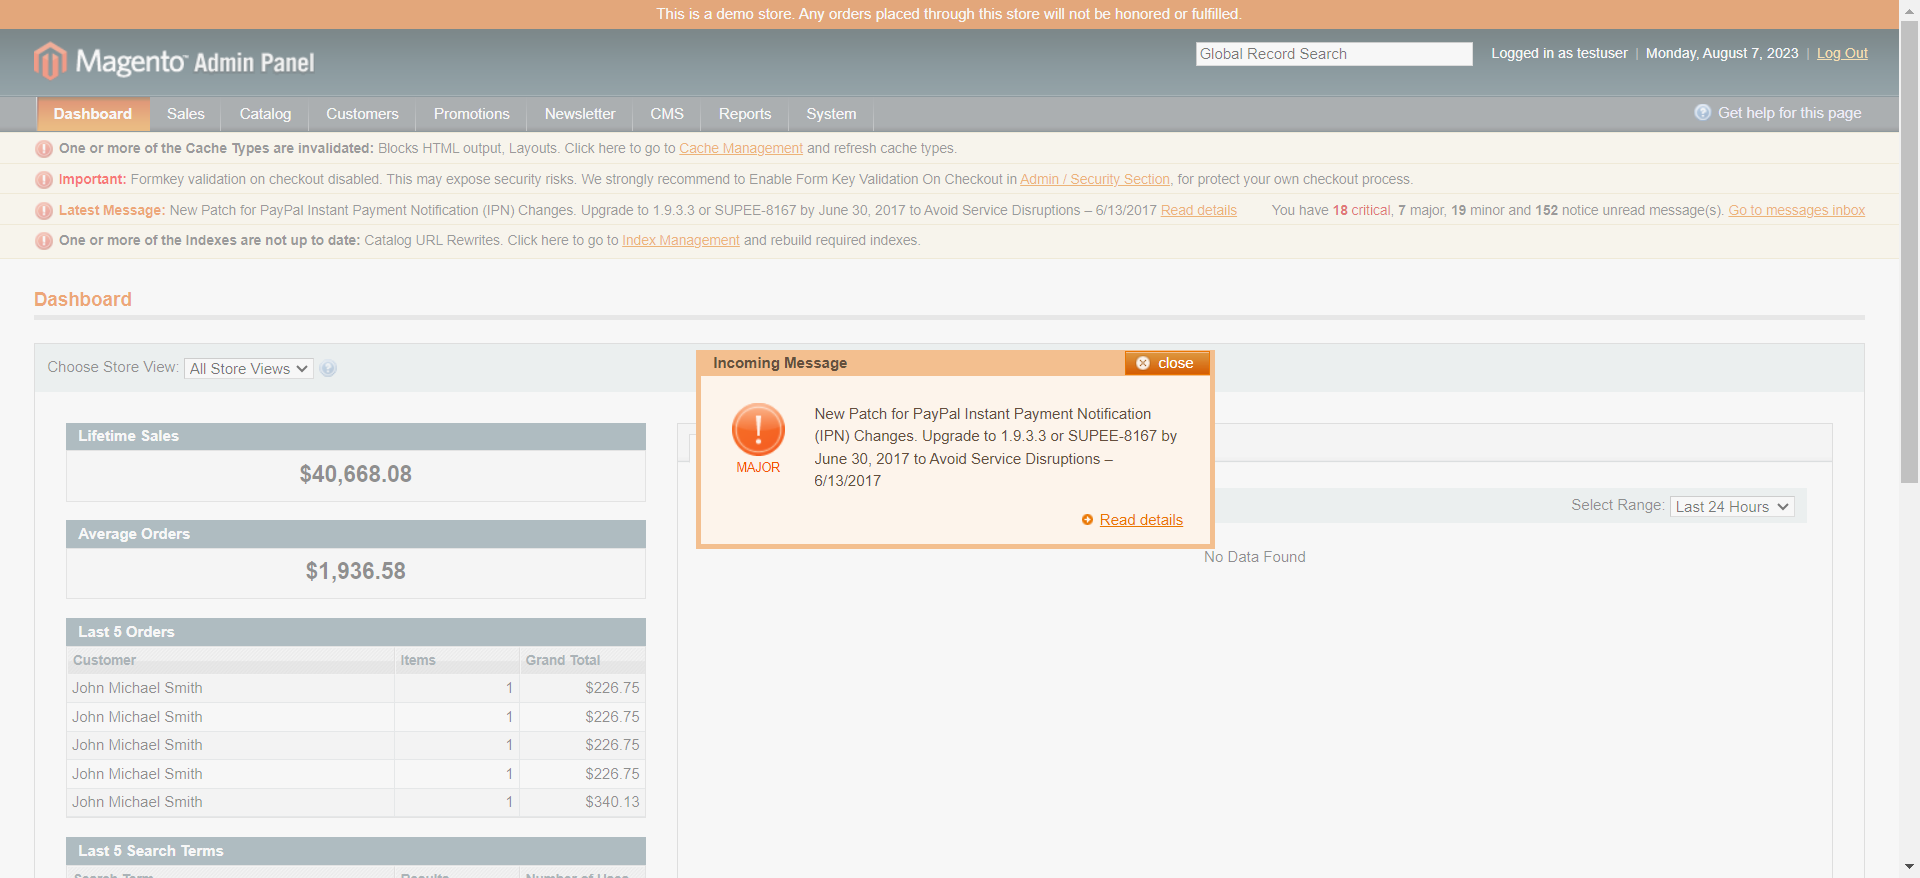 This is a demo store. Any orders placed through this store will not be honored or fulfilled.
Magento Admin Panel
Global Record Search
Logged in as testuser | Monday, August 7, 2023 | Log Out
Dashboard Sales Catalog Customers Promotions Newsletter CMS Reports System
Get help for this page
One or more of the Cache Types are invalidated: Blocks HTML output, Layouts. Click here to go to Cache Management and refresh cache types.
Important: Formkey validation on checkout disabled. This may expose security risks. We strongly recommend to Enable Form Key Validation On Checkout in Admin / Security Section, for protect your own checkout process.
Latest Message: New Patch for PayPal Instant Payment Notification (IPN) Changes. Upgrade to 1.9.3.3 or SUPEE-8167 by June 30, 2017 to Avoid Service Disruptions – 6/13/2017 Read details
You have 18 critical, 7 major, 19 minor and 152 notice unread message(s). Go to messages inbox
One or more of the Indexes are not up to date: Catalog URL Rewrites. Click here to go to Index Management and rebuild required indexes.
Dashboard
Choose Store View: All Store Views
Incoming Message
close
MAJOR
New Patch for PayPal Instant Payment Notification
(IPN) Changes. Upgrade to 1.9.3.3 or SUPEE-8167 by
June 30, 2017 to Avoid Service Disruptions –
6/13/2017
Read details
Lifetime Sales
$40,668.08
Average Orders
$1,936.58
Select Range: Last 24 Hours
No Data Found
Last 5 Orders
Customer Items Grand Total
John Michael Smith 1 $226.75
John Michael Smith 1 $226.75
John Michael Smith 1 $226.75
John Michael Smith 1 $226.75
John Michael Smith 1 $340.13
Last 5 Search Terms
Search Term Results Number of Uses